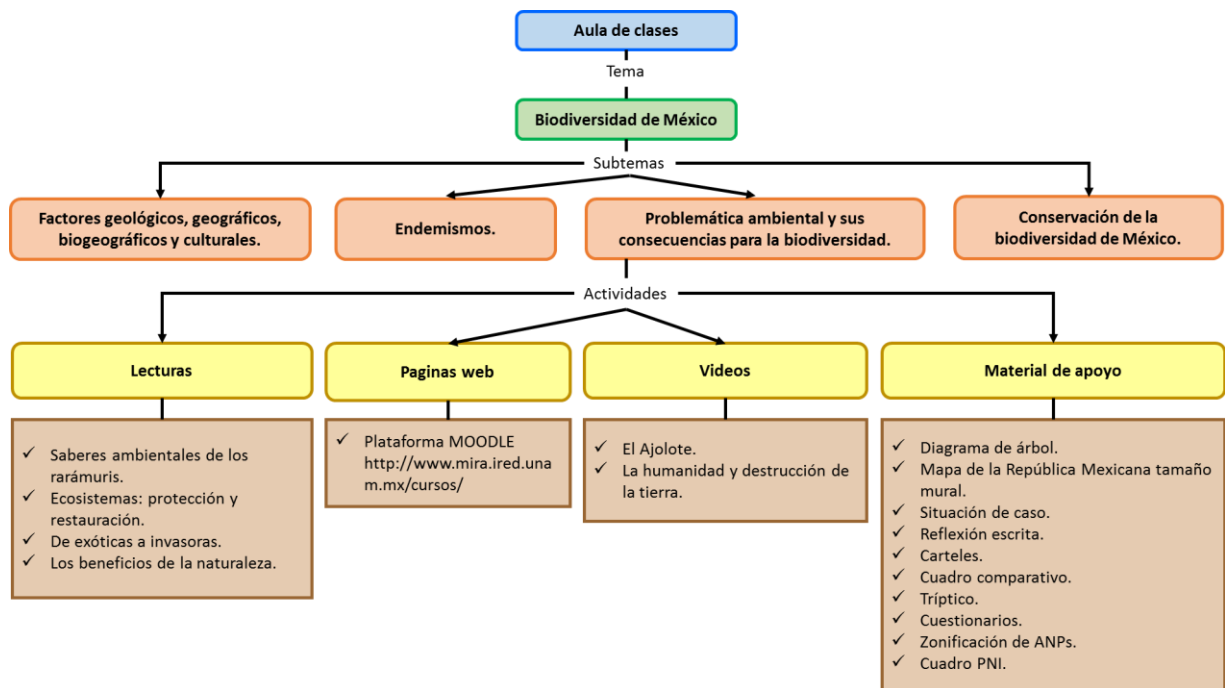 Aula de clases
Tema
Biodiversidad de México
Subtemas
Factores geológicos, geográficos,
biogeográficos y culturales.
Endemismos.
Problemática ambiental y sus
consecuencias para la biodiversidad.
Conservación de la
biodiversidad de México.
Actividades
Lecturas
✓ Saberes ambientales de los
rarámuris.
✓ Ecosistemas: protección y
restauración.
✓ De exóticas a invasoras.
✓ Los beneficios de la naturaleza.
Paginas web
✓ Plataforma MOODLE
http://www.mira.ired.una
m.mx/cursos/
Videos
✓ El Ajolote.
✓ La humanidad y destrucción de
la tierra.
Material de apoyo
✓ Diagrama de árbol.
✓ Mapa de la República Mexicana tamaño
mural.
✓ Situación de caso.
✓ Reflexión escrita.
✓ Carteles.
✓ Cuadro comparativo.
✓ Tríptico.
✓ Cuestionarios.
✓ Zonificación de ANPs.
✓ Cuadro PNI.